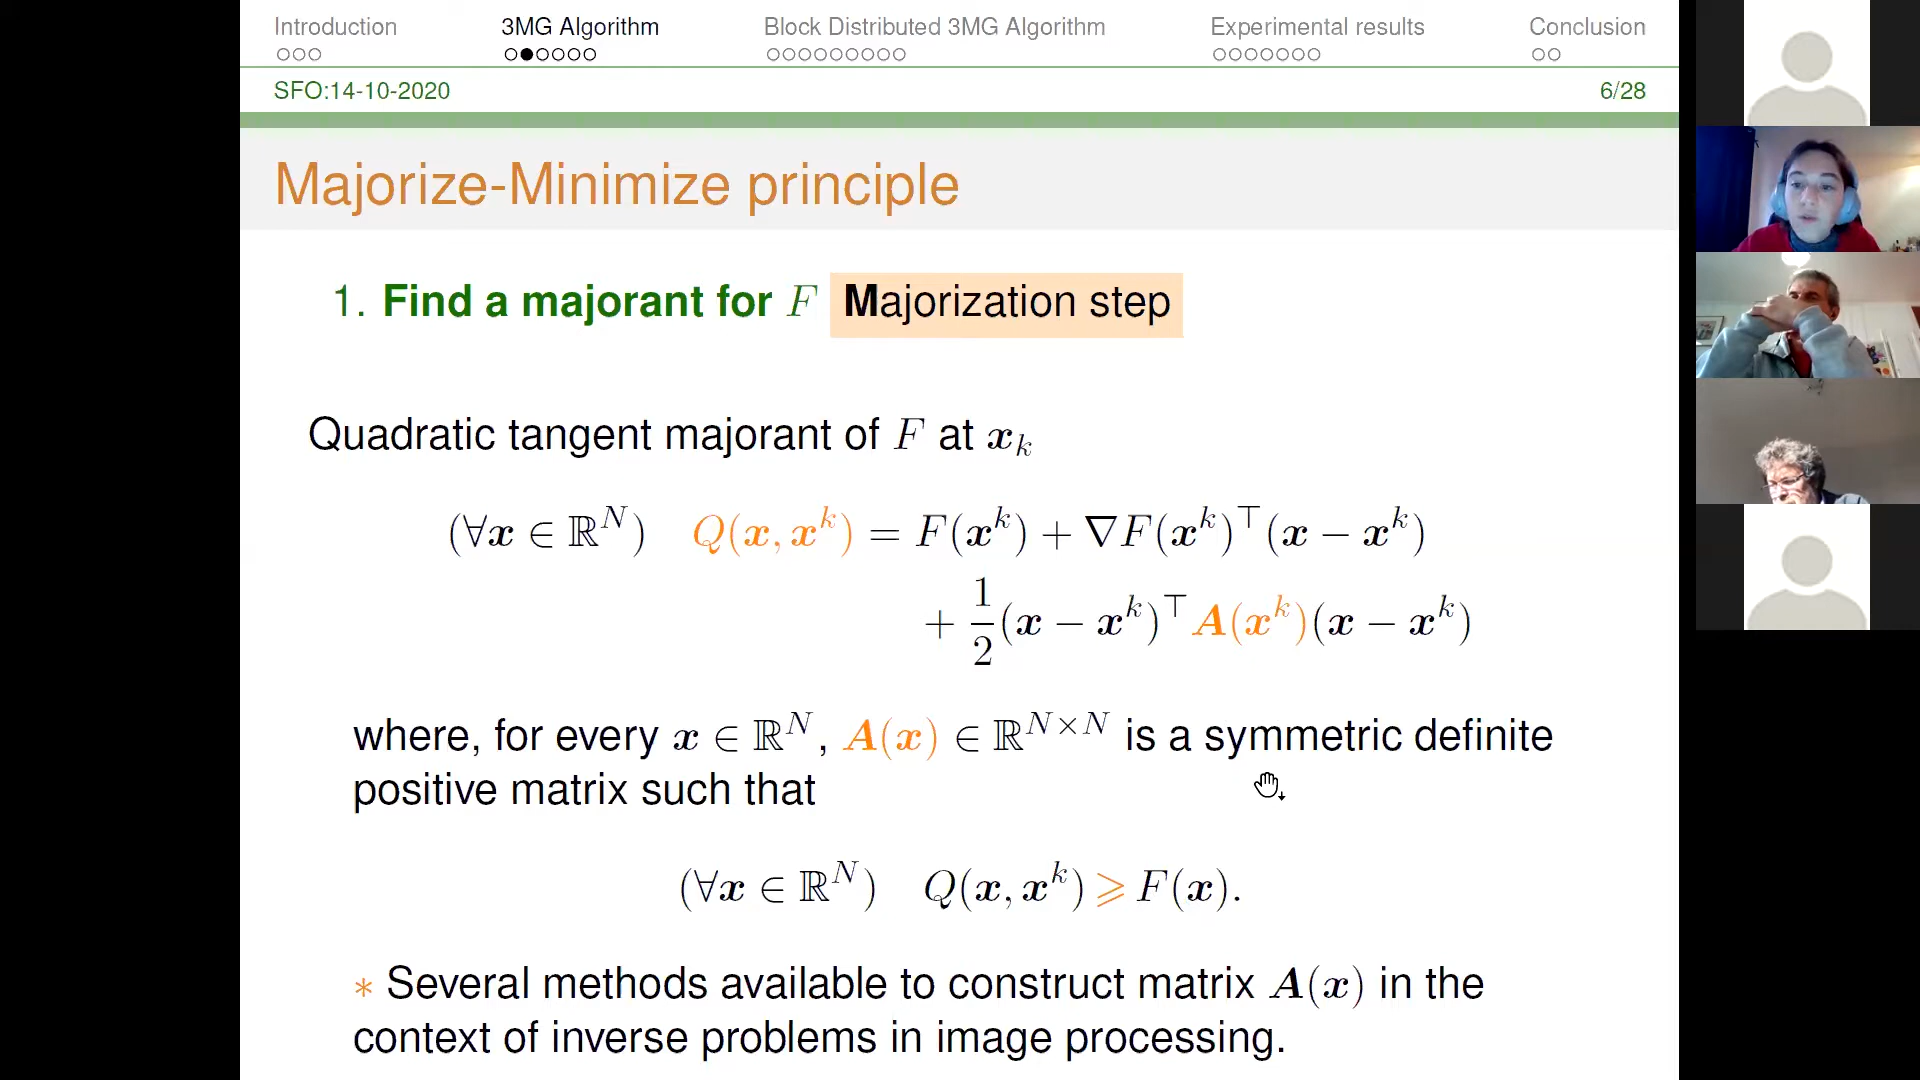 Introduction 3MG Algorithm Block Distributed 3MG Algorithm Experimental results Conclusion
SFO:14-10-2020 6/28
Majorize-Minimize principle
1. Find a majorant for F Majorization step
Quadratic tangent majorant of F at x_k
(∀x ∈ ℝ^N) Q(x, x^k) = F(x^k) + ∇F(x^k)^⊤(x − x^k)
+ 1/2 (x − x^k)^⊤ A(x^k)(x − x^k)
where, for every x ∈ ℝ^N, A(x) ∈ ℝ^{N×N} is a symmetric definite
positive matrix such that
(∀x ∈ ℝ^N) Q(x, x^k) ⩾ F(x).
* Several methods available to construct matrix A(x) in the
context of inverse problems in image processing.